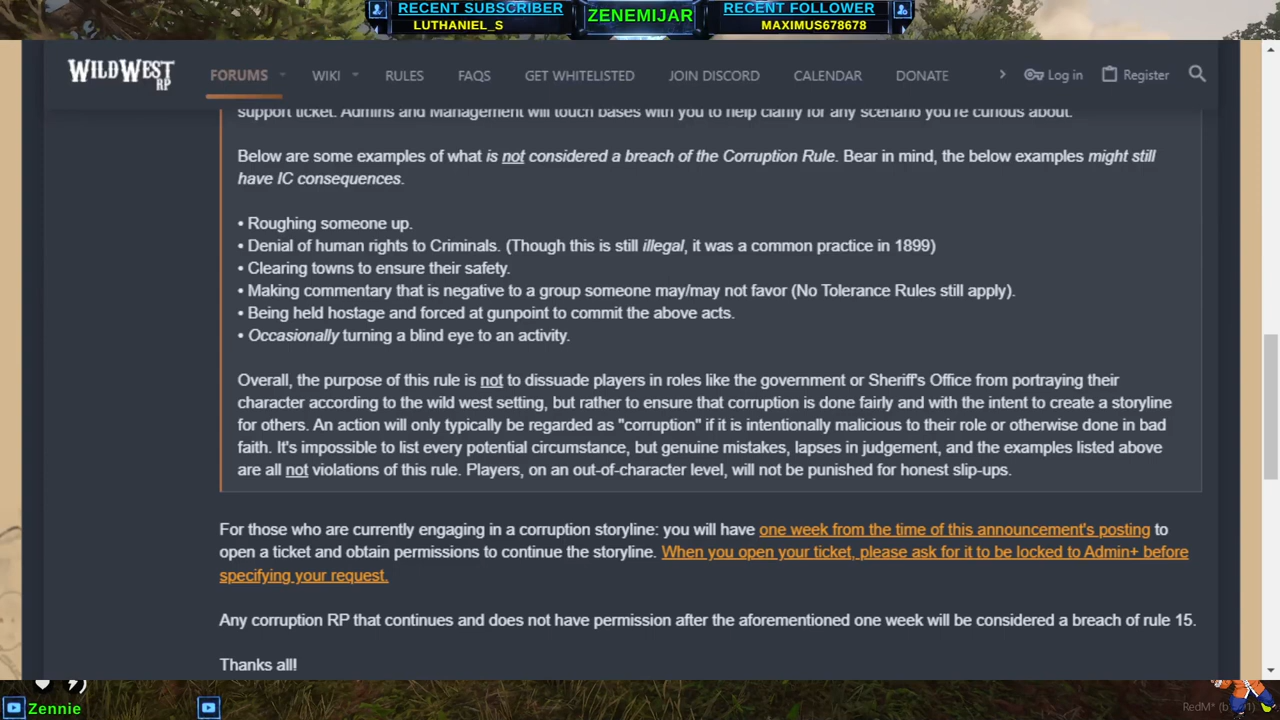 RECENT SUBSCRIBER
LUTHANIEL_S
ZENEMIJAR
RECENT FOLLOWER
MAXIMUS678678
WILD WEST RP
FORUMS WIKI RULES FAQS GET WHITELISTED JOIN DISCORD CALENDAR DONATE Log in Register
support ticket. Admins and Management will touch bases with you to help clarify for any scenario you're curious about.
Below are some examples of what is not considered a breach of the Corruption Rule. Bear in mind, the below examples might still
have IC consequences.
• Roughing someone up.
• Denial of human rights to Criminals. (Though this is still illegal, it was a common practice in 1899)
• Clearing towns to ensure their safety.
• Making commentary that is negative to a group someone may/may not favor (No Tolerance Rules still apply).
• Being held hostage and forced at gunpoint to commit the above acts.
• Occasionally turning a blind eye to an activity.
Overall, the purpose of this rule is not to dissuade players in roles like the government or Sheriff's Office from portraying their
character according to the wild west setting, but rather to ensure that corruption is done fairly and with the intent to create a storyline
for others. An action will only typically be regarded as "corruption" if it is intentionally malicious to their role or otherwise done in bad
faith. It's impossible to list every potential circumstance, but genuine mistakes, lapses in judgement, and the examples listed above
are all not violations of this rule. Players, on an out-of-character level, will not be punished for honest slip-ups.
For those who are currently engaging in a corruption storyline: you will have one week from the time of this announcement's posting to
open a ticket and obtain permissions to continue the storyline. When you open your ticket, please ask for it to be locked to Admin+ before
specifying your request.
Any corruption RP that continues and does not have permission after the aforementioned one week will be considered a breach of rule 15.
Thanks all!
Zennie
RedM*